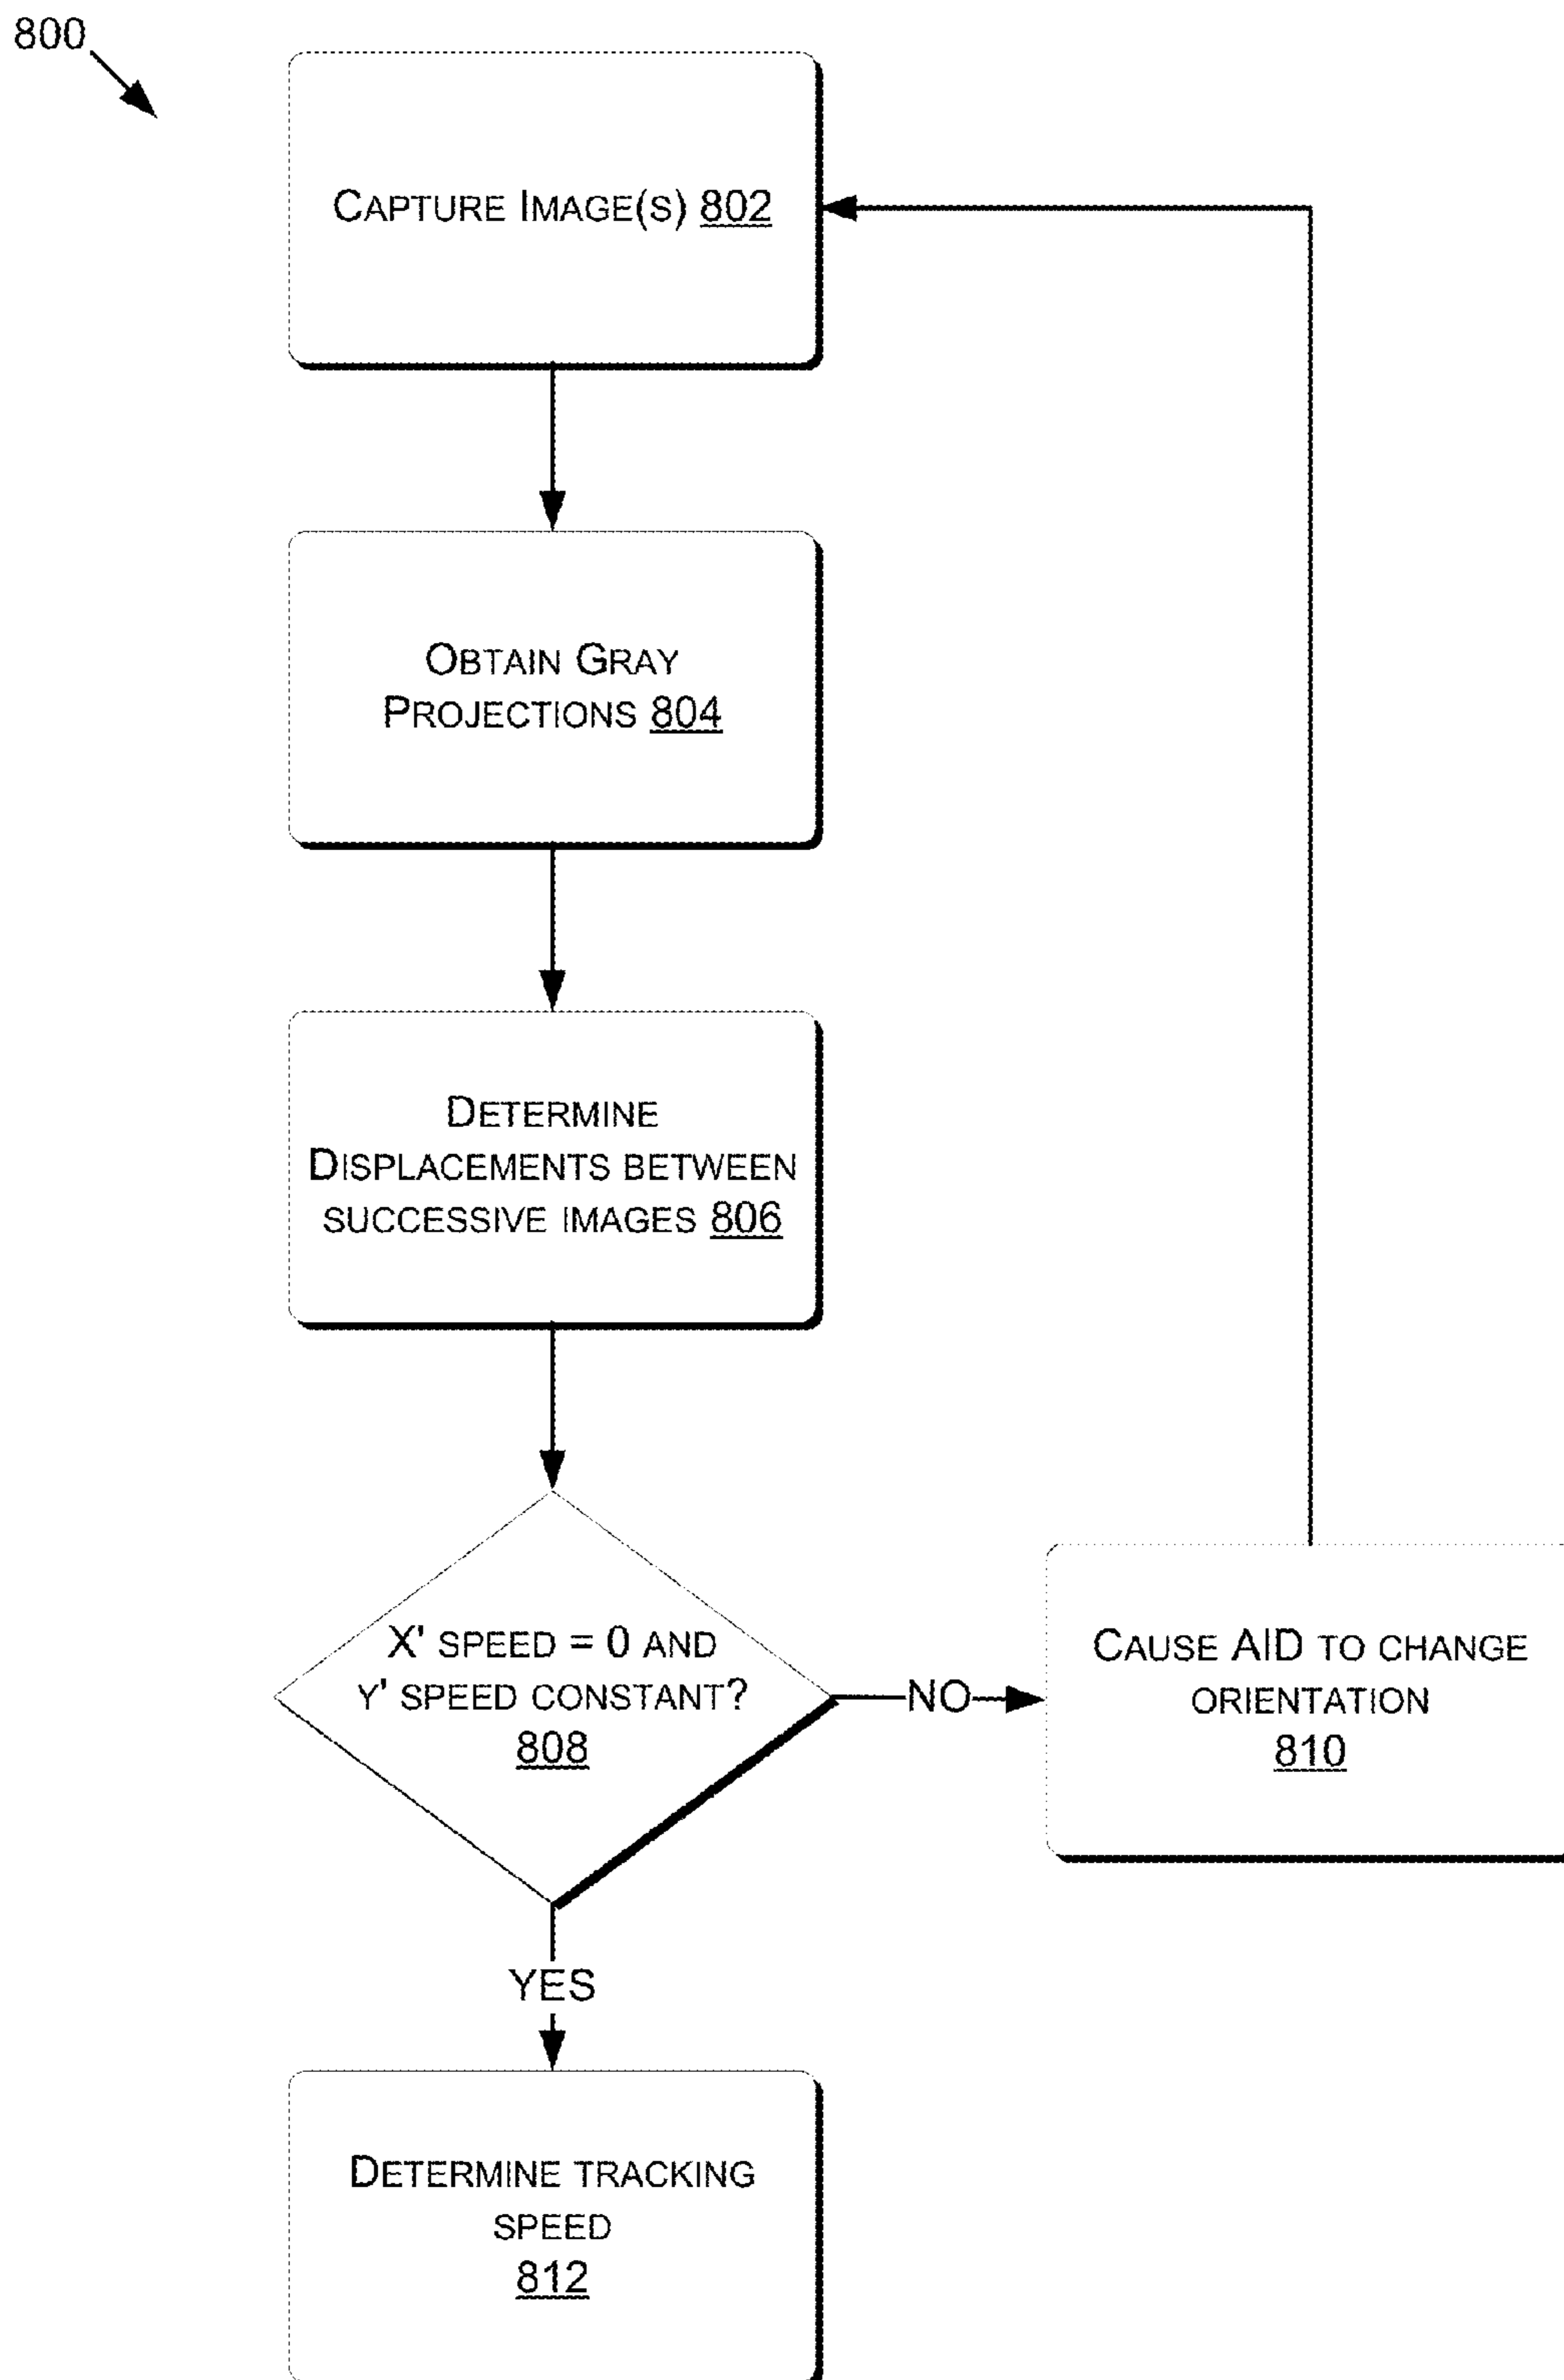 800
CAPTURE IMAGE(S) 802
OBTAIN GRAY
PROJECTIONS 804
DETERMINE
DISPLACEMENTS BETWEEN
SUCCESSIVE IMAGES 806
X' SPEED = 0 AND
Y' SPEED CONSTANT?
808
NO
CAUSE AID TO CHANGE
ORIENTATION
810
YES
DETERMINE TRACKING
SPEED
812